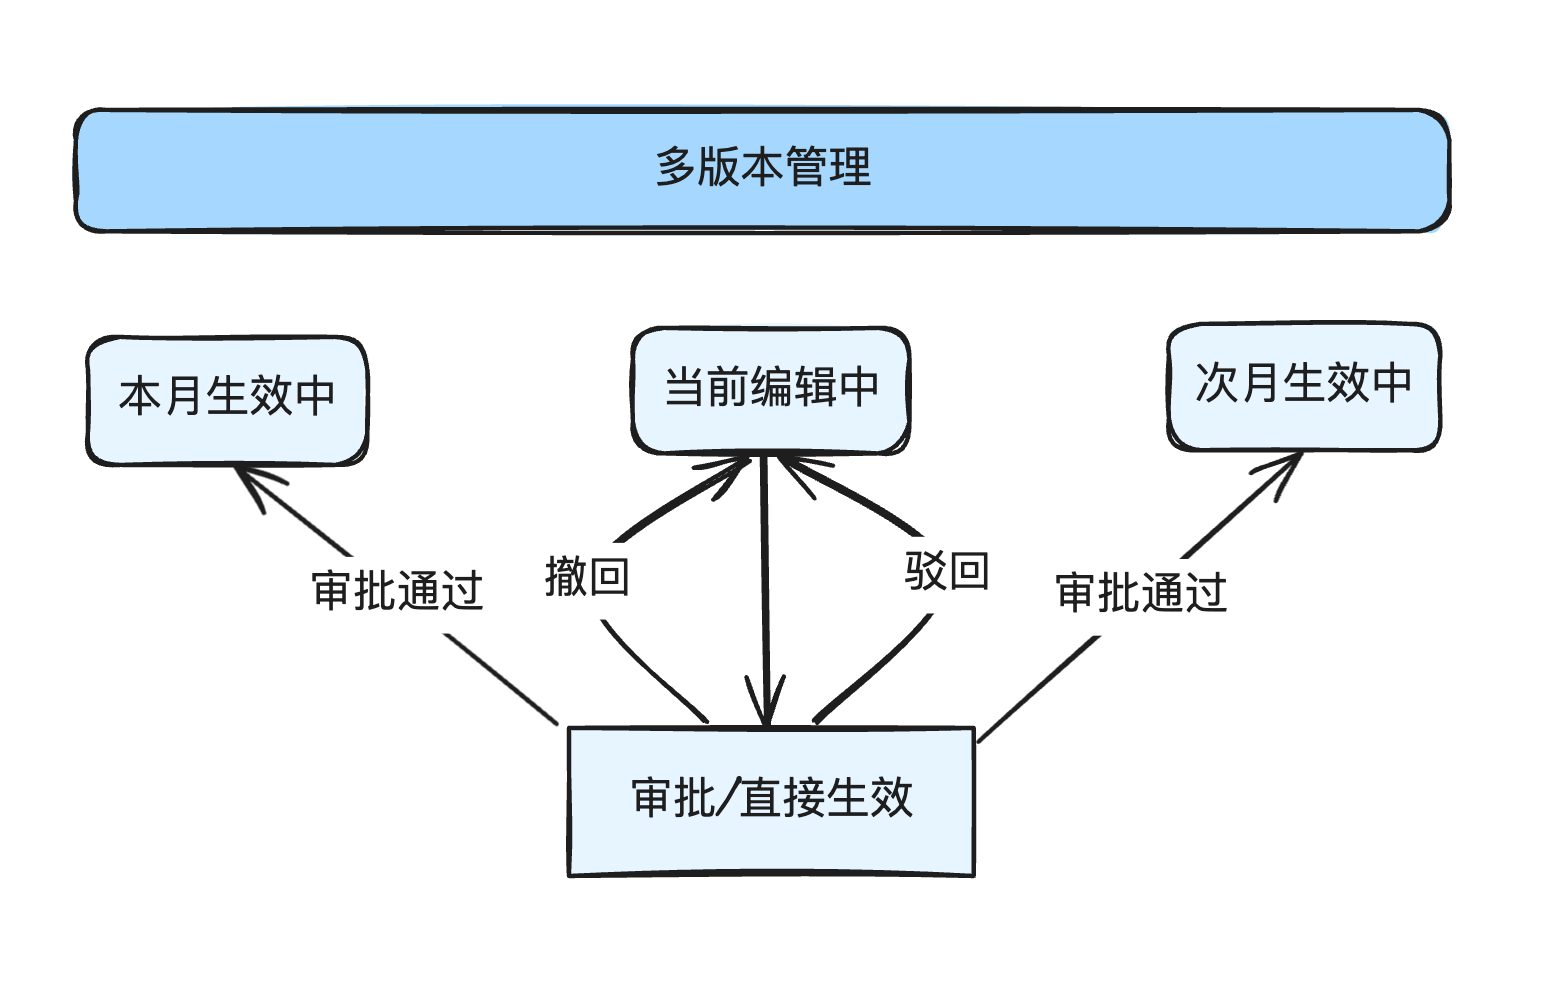 多版本管理
本月生效中
当前编辑中
次月生效中
审批通过
撤回
驳回
审批通过
审批/直接生效